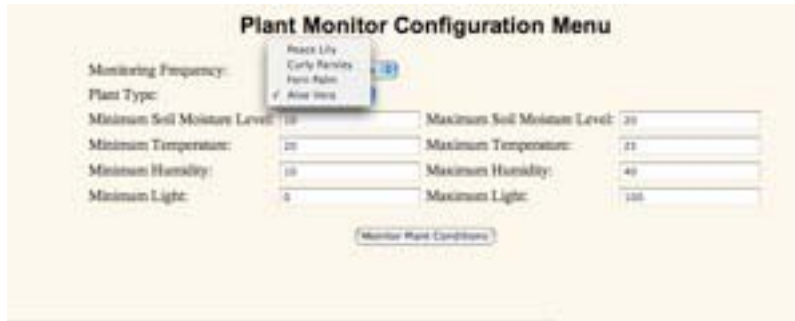 Plant Monitor Configuration Menu
Peace Lily
Curly Parsley
Fern Palm
✓ Aloe Vera
Monitoring Frequency:
Plant Type:
Minimum Soil Moisture Level: 10 Maximum Soil Moisture Level: 20
Minimum Temperature: 20 Maximum Temperature: 25
Minimum Humidity: 10 Maximum Humidity: 40
Minimum Light: 0 Maximum Light: 100
Monitor Plant Conditions